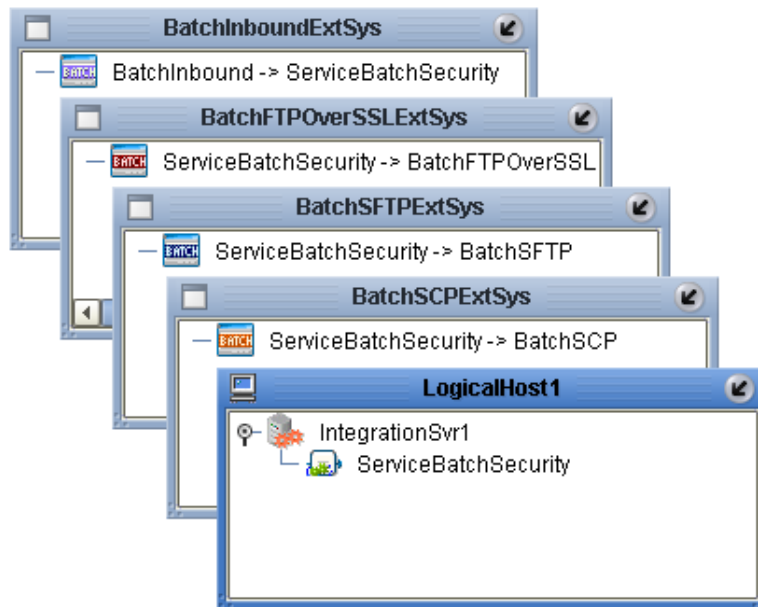 BatchInboundExtSys
BATCH BatchInbound -> ServiceBatchSecurity
BatchFTPOverSSLExtSys
BATCH ServiceBatchSecurity -> BatchFTPOverSSL
BatchSFTPExtSys
BATCH ServiceBatchSecurity -> BatchSFTP
BatchSCPExtSys
BATCH ServiceBatchSecurity -> BatchSCP
LogicalHost1
IntegrationSvr1
ServiceBatchSecurity